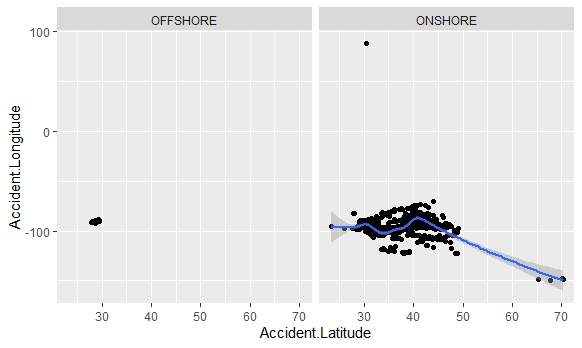 OFFSHORE
ONSHORE
100
0
-100
Accident.Longitude
30 40 50 60 70
30 40 50 60 70
Accident.Latitude